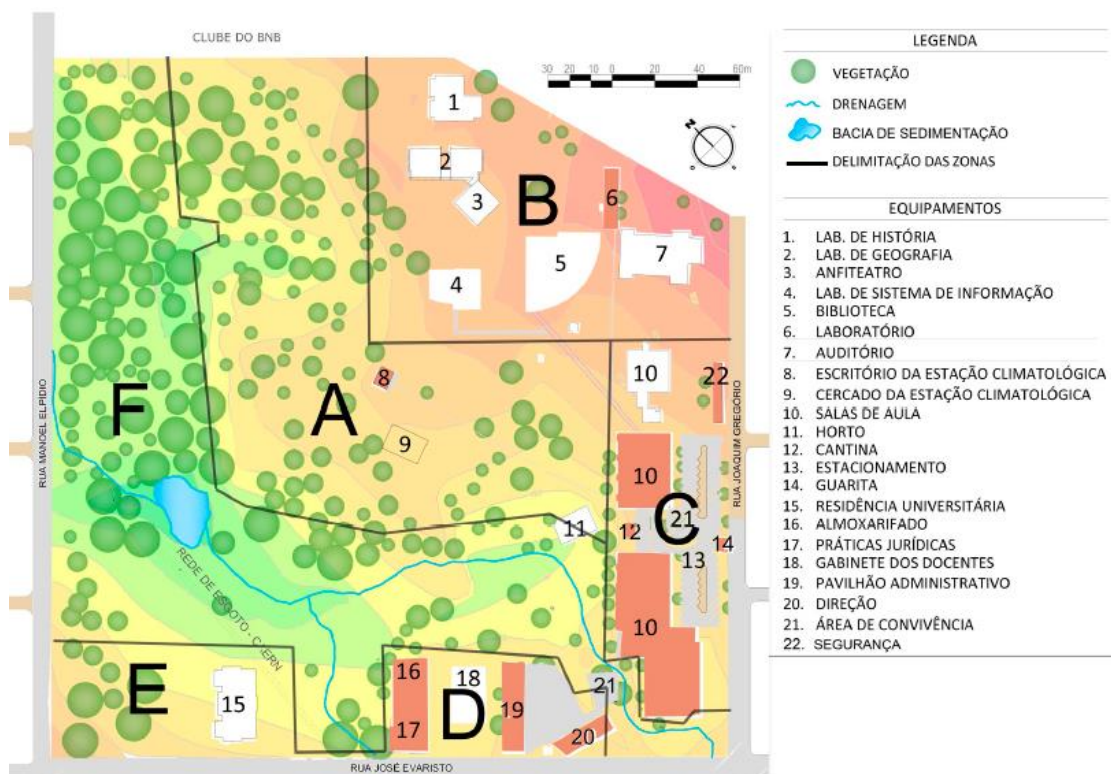 CLUBE DO BNB
30 20 10 0 20 40 60m
N
1
2
3
B
6
5
7
4
8
A
9
10
22
F
10
C
21
12
14
11
13
10
REDE DE ESGOTO - CAERN
E
15
16
17
18
D
19
21
20
RUA MANOEL ELPIDIO
RUA JOAQUIM GREGÓRIO
RUA JOSÉ EVARISTO
LEGENDA
VEGETAÇÃO
DRENAGEM
BACIA DE SEDIMENTAÇÃO
DELIMITAÇÃO DAS ZONAS
EQUIPAMENTOS
1. LAB. DE HISTÓRIA
2. LAB. DE GEOGRAFIA
3. ANFITEATRO
4. LAB. DE SISTEMA DE INFORMAÇÃO
5. BIBLIOTECA
6. LABORATÓRIO
7. AUDITÓRIO
8. ESCRITÓRIO DA ESTAÇÃO CLIMATOLÓGICA
9. CERCADO DA ESTAÇÃO CLIMATOLÓGICA
10. SALAS DE AULA
11. HORTO
12. CANTINA
13. ESTACIONAMENTO
14. GUARITA
15. RESIDÊNCIA UNIVERSITÁRIA
16. ALMOXARIFADO
17. PRÁTICAS JURÍDICAS
18. GABINETE DOS DOCENTES
19. PAVILHÃO ADMINISTRATIVO
20. DIREÇÃO
21. ÁREA DE CONVIVÊNCIA
22. SEGURANÇA